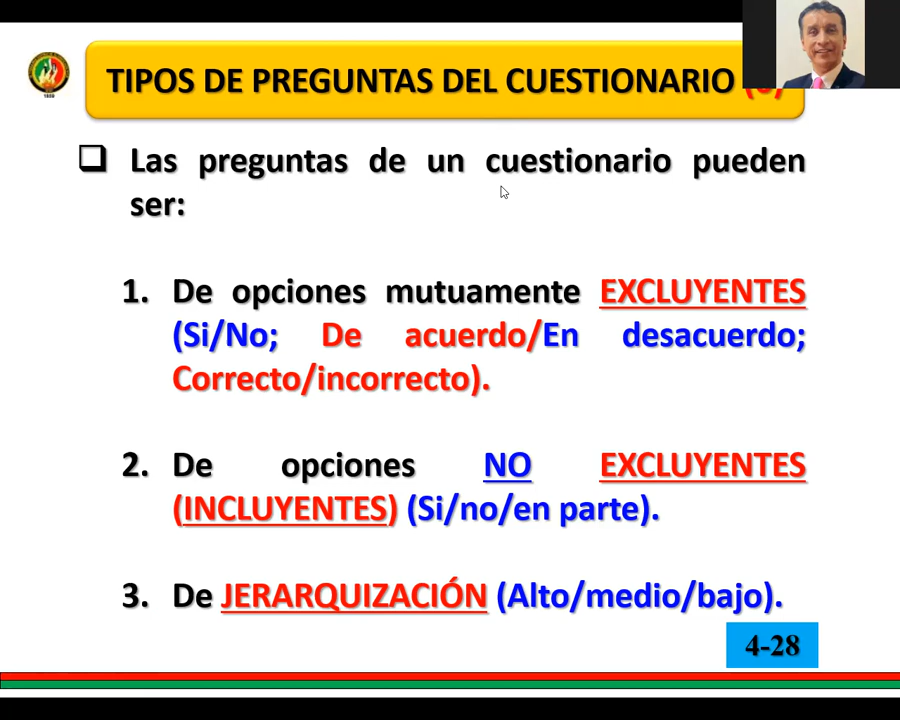 TIPOS DE PREGUNTAS DEL CUESTIONARIO
Las preguntas de un cuestionario pueden
ser:
1. De opciones mutuamente EXCLUYENTES
(Si/No; De acuerdo/En desacuerdo;
Correcto/incorrecto).
2. De opciones NO EXCLUYENTES
(INCLUYENTES) (Si/no/en parte).
3. De JERARQUIZACIÓN (Alto/medio/bajo).
4-28